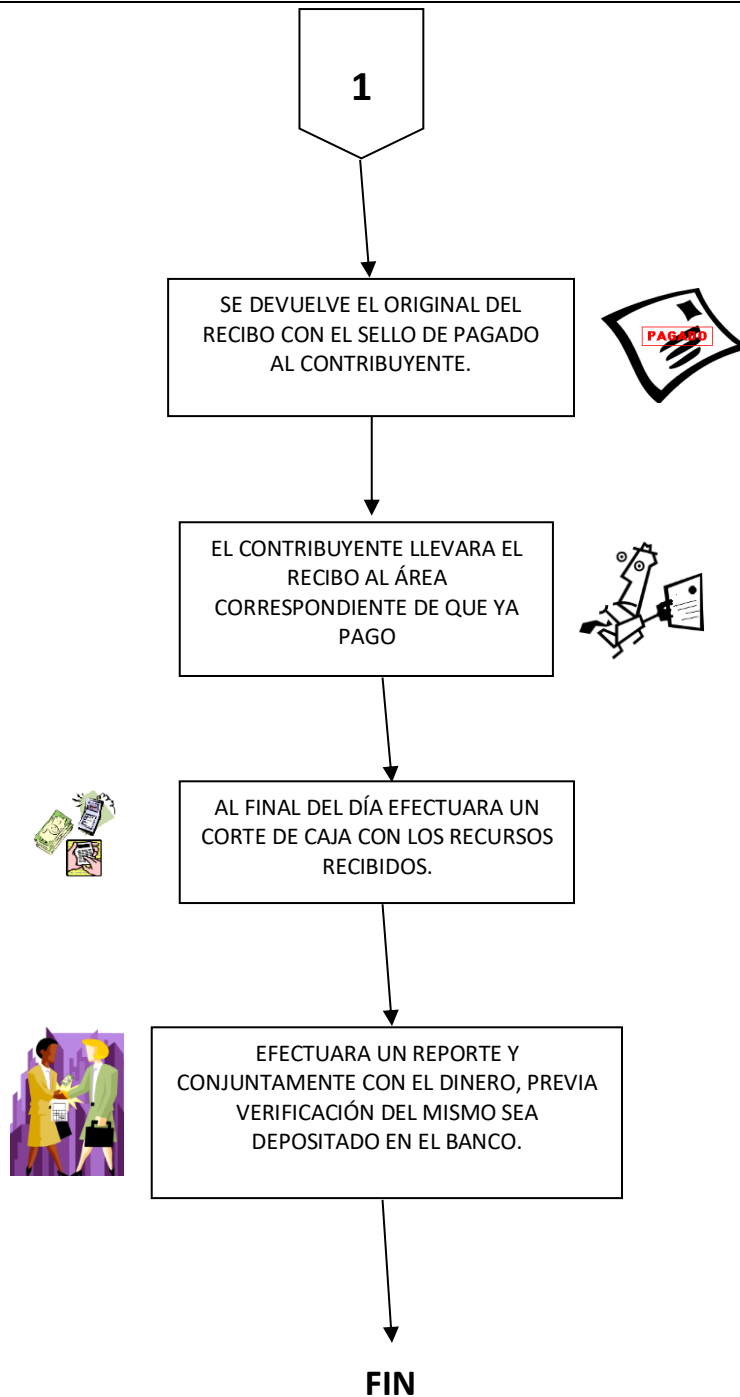 1
SE DEVUELVE EL ORIGINAL DEL
RECIBO CON EL SELLO DE PAGADO
AL CONTRIBUYENTE.
PAGADO
EL CONTRIBUYENTE LLEVARA EL
RECIBO AL ÁREA
CORRESPONDIENTE DE QUE YA
PAGO
AL FINAL DEL DÍA EFECTUARA UN
CORTE DE CAJA CON LOS RECURSOS
RECIBIDOS.
EFECTUARA UN REPORTE Y
CONJUNTAMENTE CON EL DINERO, PREVIA
VERIFICACIÓN DEL MISMO SEA
DEPOSITADO EN EL BANCO.
FIN